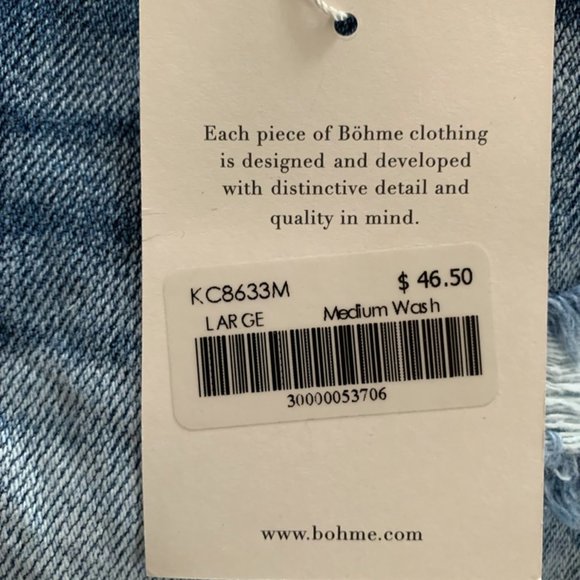 Each piece of Böhme clothing
is designed and developed
with distinctive detail and
quality in mind.
KC8633M $ 46.50
LARGE Medium Wash
30000053706
www.bohme.com